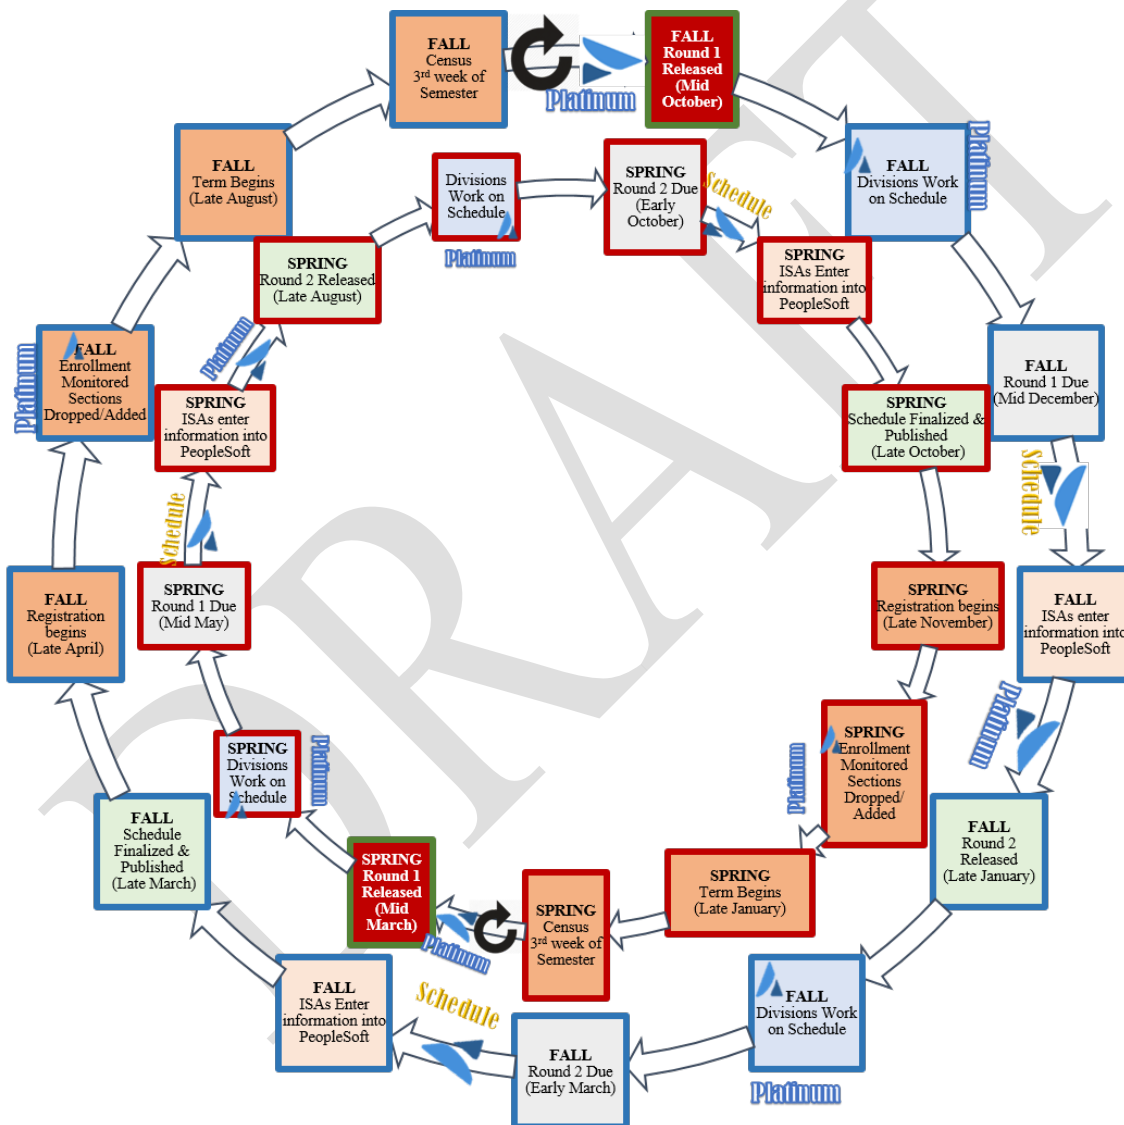 FALL
Census
3rd week of
Semester
Platinum
FALL
Round 1
Released
(Mid
October)
Platinum
FALL
Divisions Work
on Schedule
FALL
Round 1 Due
(Mid December)
Schedule
FALL
ISAs enter
information into
PeopleSoft
Platinum
FALL
Round 2
Released
(Late January)
FALL
Divisions Work
on Schedule
Platinum
FALL
Round 2 Due
(Early March)
Schedule
FALL
ISAs Enter
information into
PeopleSoft
FALL
Schedule
Finalized &
Published
(Late March)
FALL
Registration
begins
(Late April)
Platinum
FALL
Enrollment
Monitored
Sections
Dropped/Added
FALL
Term Begins
(Late August)
SPRING
Round 2 Released
(Late August)
Divisions
Work on
Schedule
Platinum
SPRING
Round 2 Due
(Early
October)
Schedule
SPRING
ISAs Enter
information into
PeopleSoft
SPRING
Schedule Finalized &
Published
(Late October)
SPRING
Registration begins
(Late November)
SPRING
Enrollment
Monitored
Sections
Dropped/
Added
Platinum
SPRING
Term Begins
(Late January)
SPRING
Census
3rd week of
Semester
Platinum
SPRING
Round 1
Released
(Mid
March)
SPRING
Divisions
Work on
Schedule
Platinum
SPRING
Round 1 Due
(Mid May)
Schedule
SPRING
ISAs enter
information into
PeopleSoft
Platinum
DRAFT